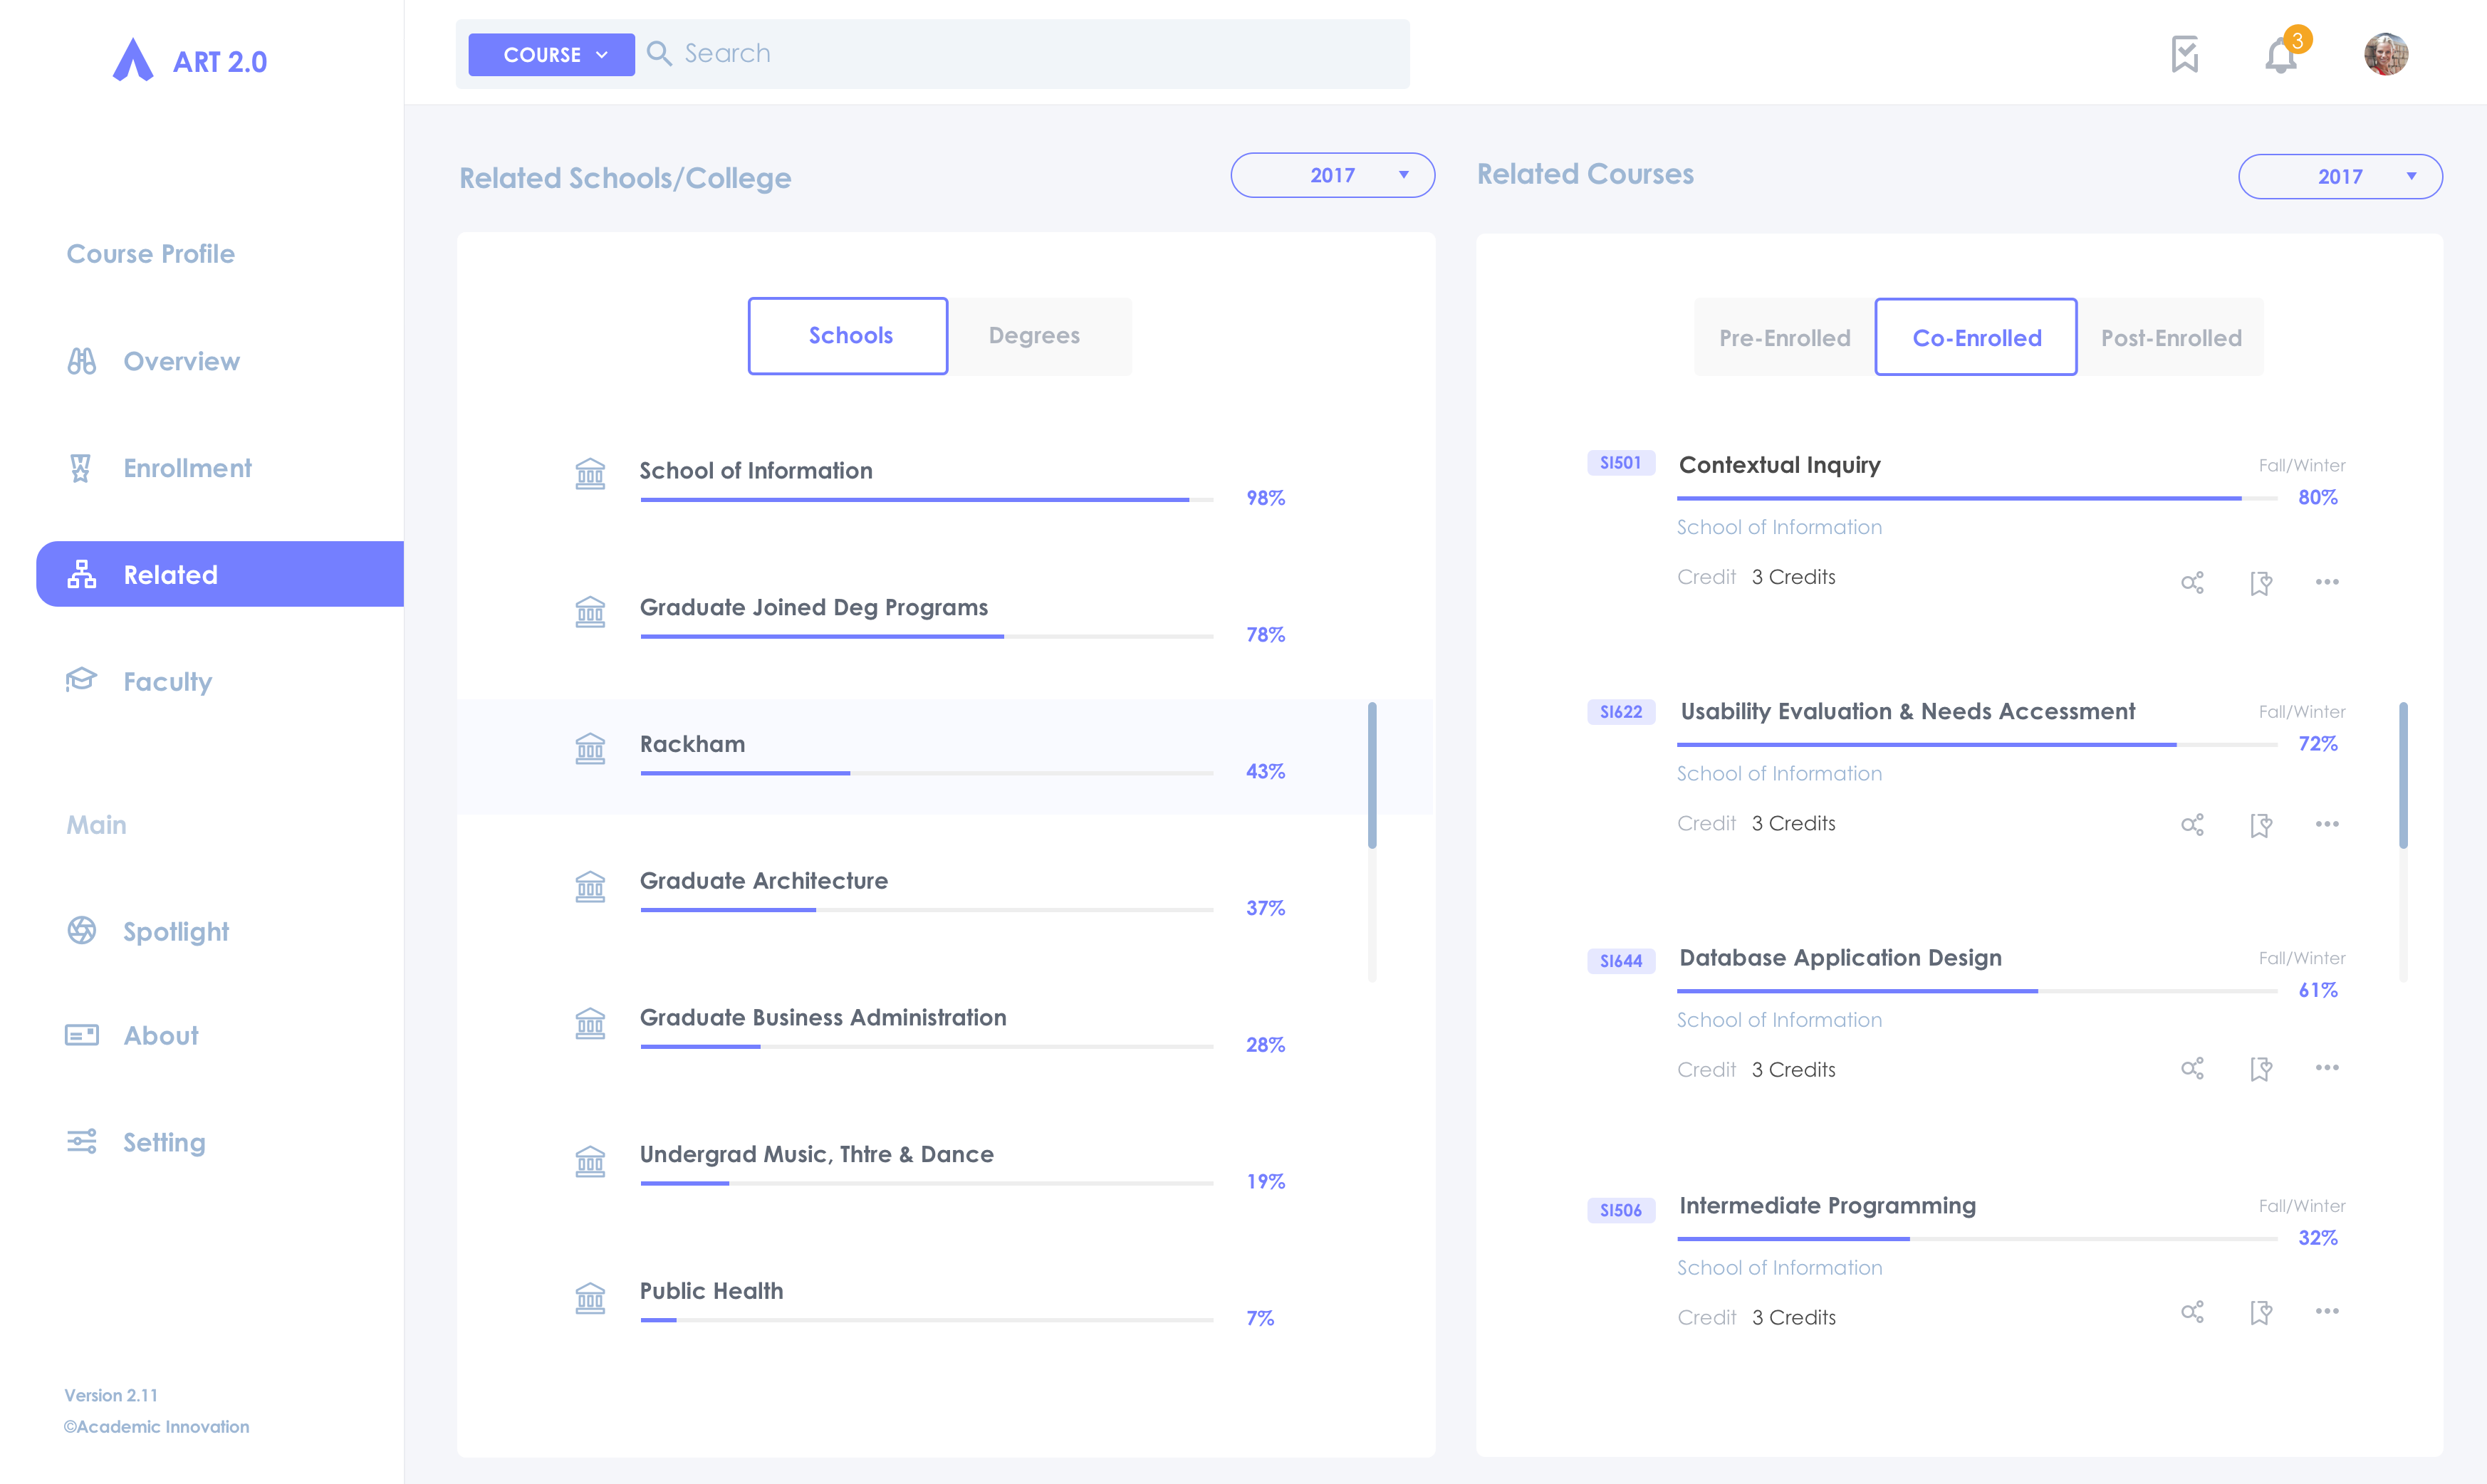 ART 2.0
COURSE
Search
3
Course Profile
Overview
Enrollment
Related
Faculty
Main
Spotlight
About
Setting
Version 2.11
©Academic Innovation
Related Schools/College
2017
Schools
Degrees
School of Information
98%
Graduate Joined Deg Programs
78%
Rackham
43%
Graduate Architecture
37%
Graduate Business Administration
28%
Undergrad Music, Thtre & Dance
19%
Public Health
7%
Related Courses
2017
Pre-Enrolled
Co-Enrolled
Post-Enrolled
SI501 Contextual Inquiry Fall/Winter
80%
School of Information
Credit 3 Credits
SI622 Usability Evaluation & Needs Accessment Fall/Winter
72%
School of Information
Credit 3 Credits
SI644 Database Application Design Fall/Winter
61%
School of Information
Credit 3 Credits
SI506 Intermediate Programming Fall/Winter
32%
School of Information
Credit 3 Credits